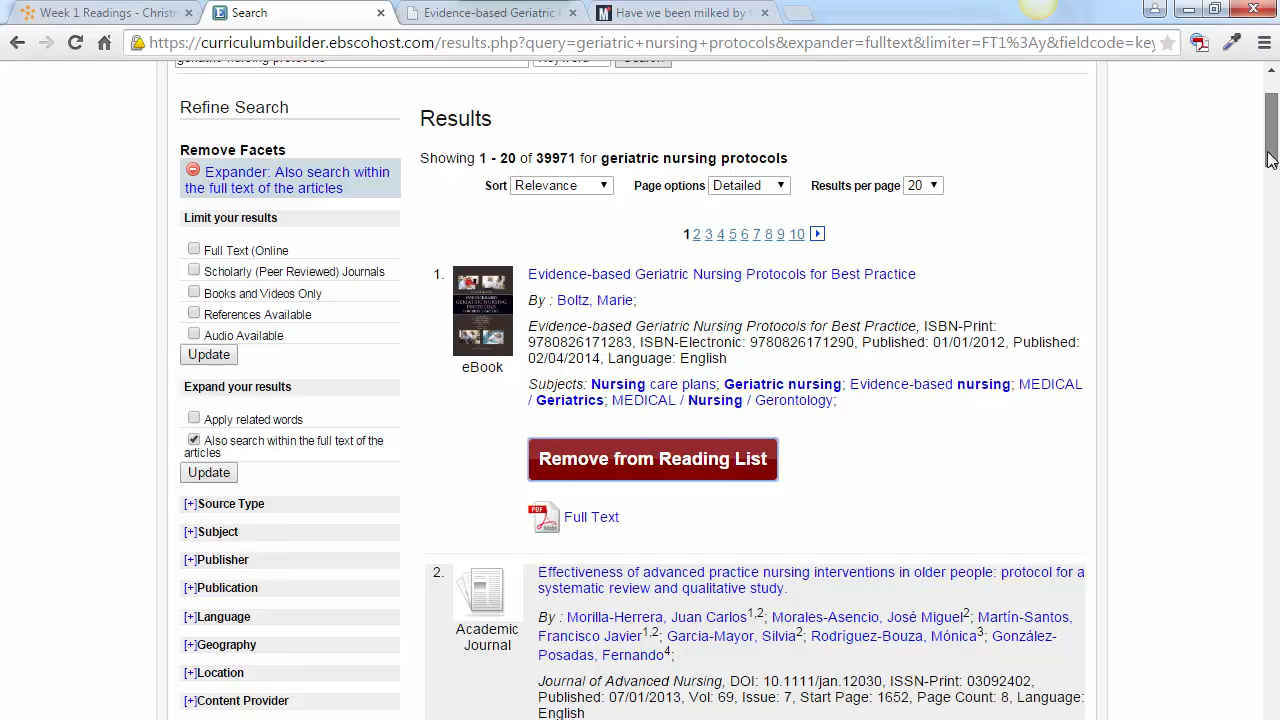 Week 1 Readings - Christ
Search
Evidence-based Geriatric
Have we been milked by t
https://curriculumbuilder.ebscohost.com/results.php?query=geriatric+nursing+protocols&expander=fulltext&limiter=FT1%3Ay&fieldcode=key
geriatric nursing protocols
Keyword
Search
Refine Search
Remove Facets
Expander: Also search within
the full text of the articles
Limit your results
Full Text (Online
Scholarly (Peer Reviewed) Journals
Books and Videos Only
References Available
Audio Available
Update
Expand your results
Apply related words
Also search within the full text of the
articles
Update
[+]Source Type
[+]Subject
[+]Publisher
[+]Publication
[+]Language
[+]Geography
[+]Location
[+]Content Provider
Results
Showing 1 - 20 of 39971 for geriatric nursing protocols
Sort Relevance Page options Detailed Results per page 20
1 2 3 4 5 6 7 8 9 10
1.
eBook
Evidence-based Geriatric Nursing Protocols for Best Practice
By : Boltz, Marie;
Evidence-based Geriatric Nursing Protocols for Best Practice, ISBN-Print:
9780826171283, ISBN-Electronic: 9780826171290, Published: 01/01/2012, Published:
02/04/2014, Language: English
Subjects: Nursing care plans; Geriatric nursing; Evidence-based nursing; MEDICAL
/ Geriatrics; MEDICAL / Nursing / Gerontology;
Remove from Reading List
Full Text
2.
Academic
Journal
Effectiveness of advanced practice nursing interventions in older people: protocol for a
systematic review and qualitative study.
By : Morilla-Herrera, Juan Carlos1,2; Morales-Asencio, José Miguel2; Martín-Santos,
Francisco Javier1,2; Garcia-Mayor, Silvia2; Rodríguez-Bouza, Mónica3; González-
Posadas, Fernando4;
Journal of Advanced Nursing, DOI: 10.1111/jan.12030, ISSN-Print: 03092402,
Published: 07/01/2013, Vol: 69, Issue: 7, Start Page: 1652, Page Count: 8, Language:
English